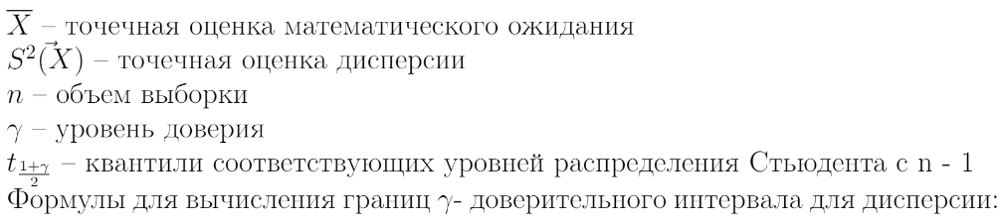 $\overline{X}$ – точечная оценка математического ожидания
$S^2(\vec{X})$ – точечная оценка дисперсии
$n$ – объем выборки
$\gamma$ – уровень доверия
$t_{\frac{1+\gamma}{2}}$ – квантили соответствующих уровней распределения Стьюдента с n - 1
Формулы для вычисления границ $\gamma$- доверительного интервала для дисперсии: